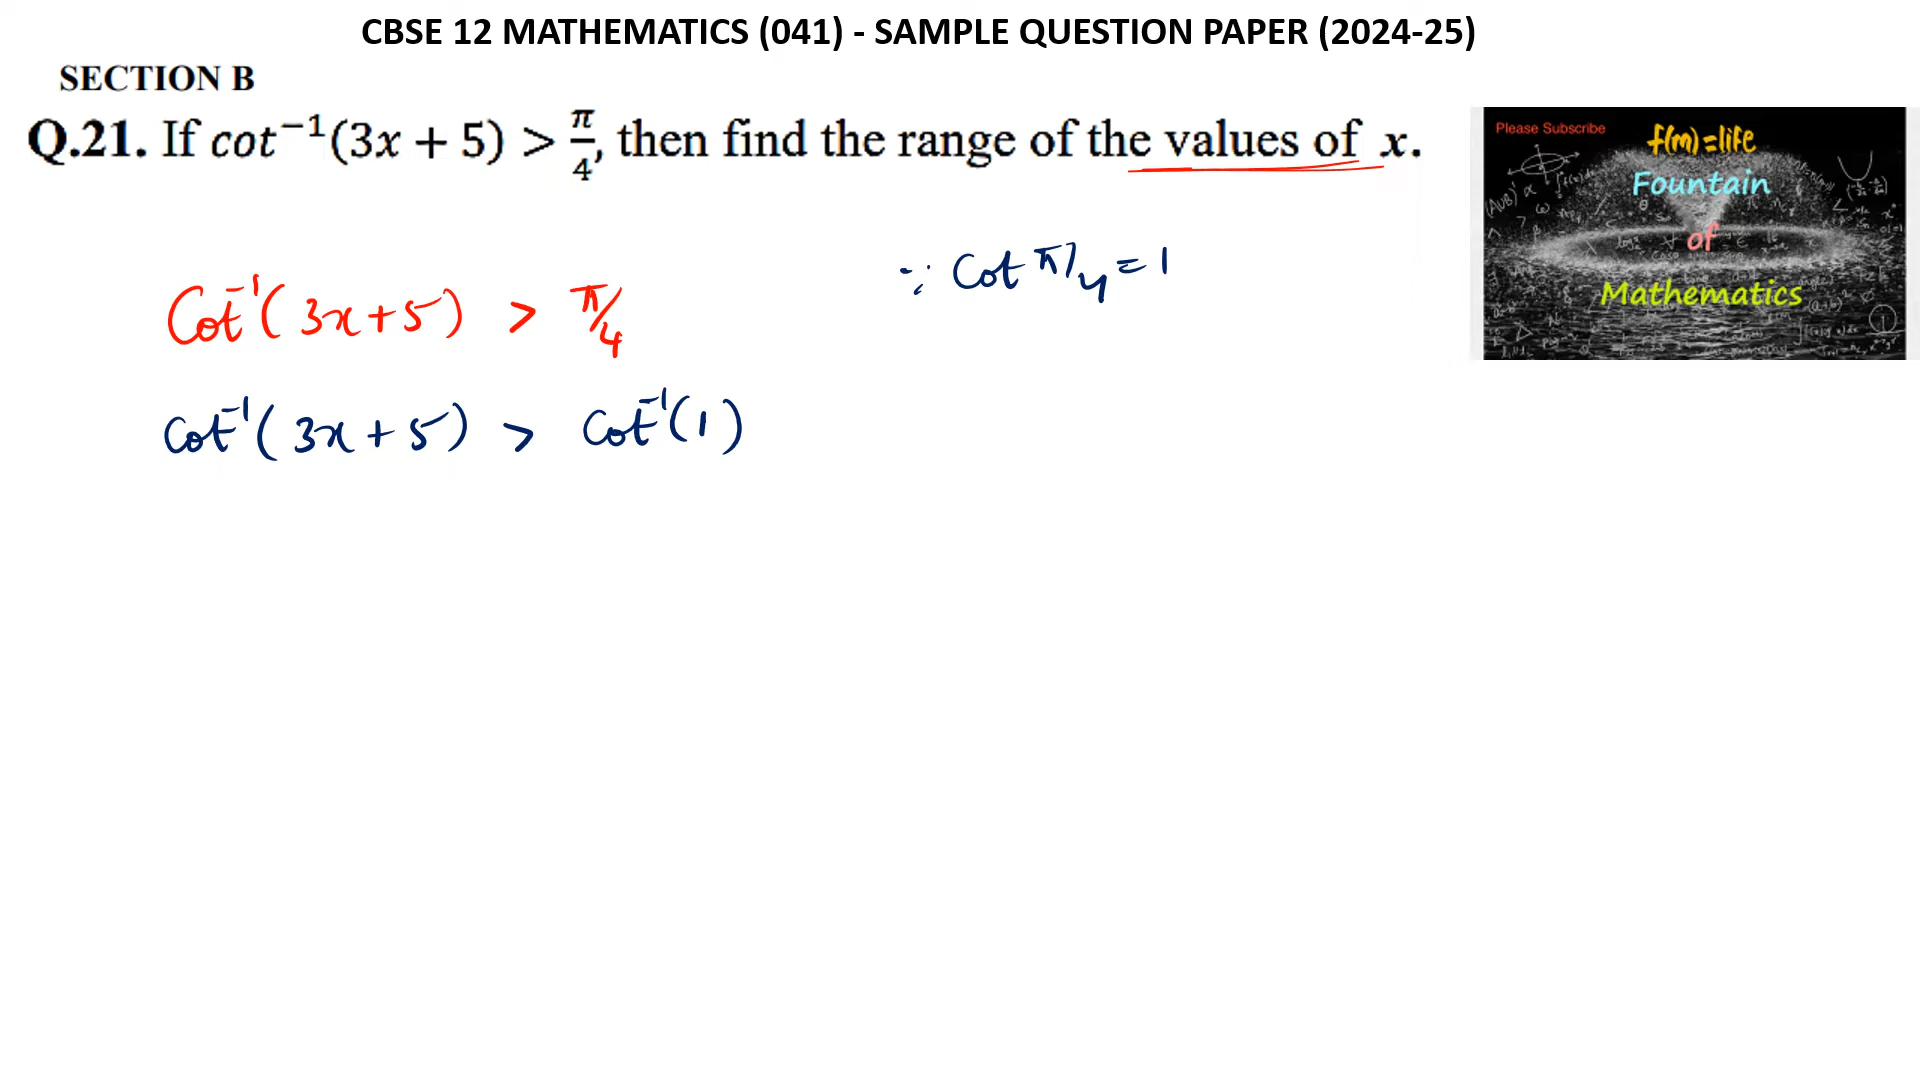 CBSE 12 MATHEMATICS (041) - SAMPLE QUESTION PAPER (2024-25)
SECTION B
Q.21. If cot⁻¹(3x + 5) > π/4, then find the range of the values of x.
Please Subscribe
f(m)=life
Fountain
of
Mathematics
∵ Cot π/4 = 1
Cot⁻¹(3x+5) > π/4
Cot⁻¹(3x+5) > Cot⁻¹(1)